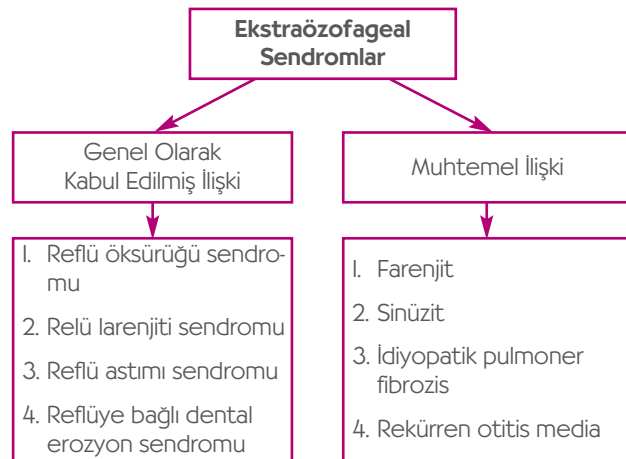 Ekstraözofageal
Sendromlar
Genel Olarak
Kabul Edilmiş İlişki
Muhtemel İlişki
1. Reflü öksürüğü sendro-
mu
2. Relü larenjiti sendromu
3. Reflü astımı sendromu
4. Reflüye bağlı dental
erozyon sendromu
1. Farenjit
2. Sinüzit
3. İdiyopatik pulmoner
fibrozis
4. Rekürren otitis media